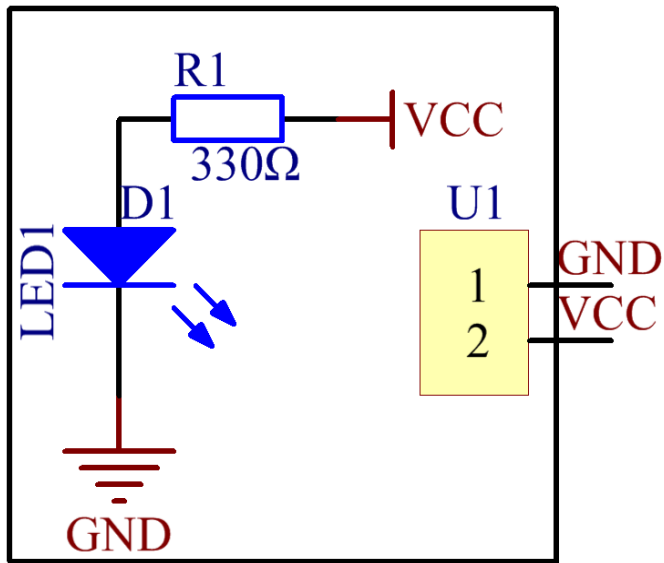 R1
VCC
330Ω
D1
U1
LED1
GND
1
VCC
2
GND